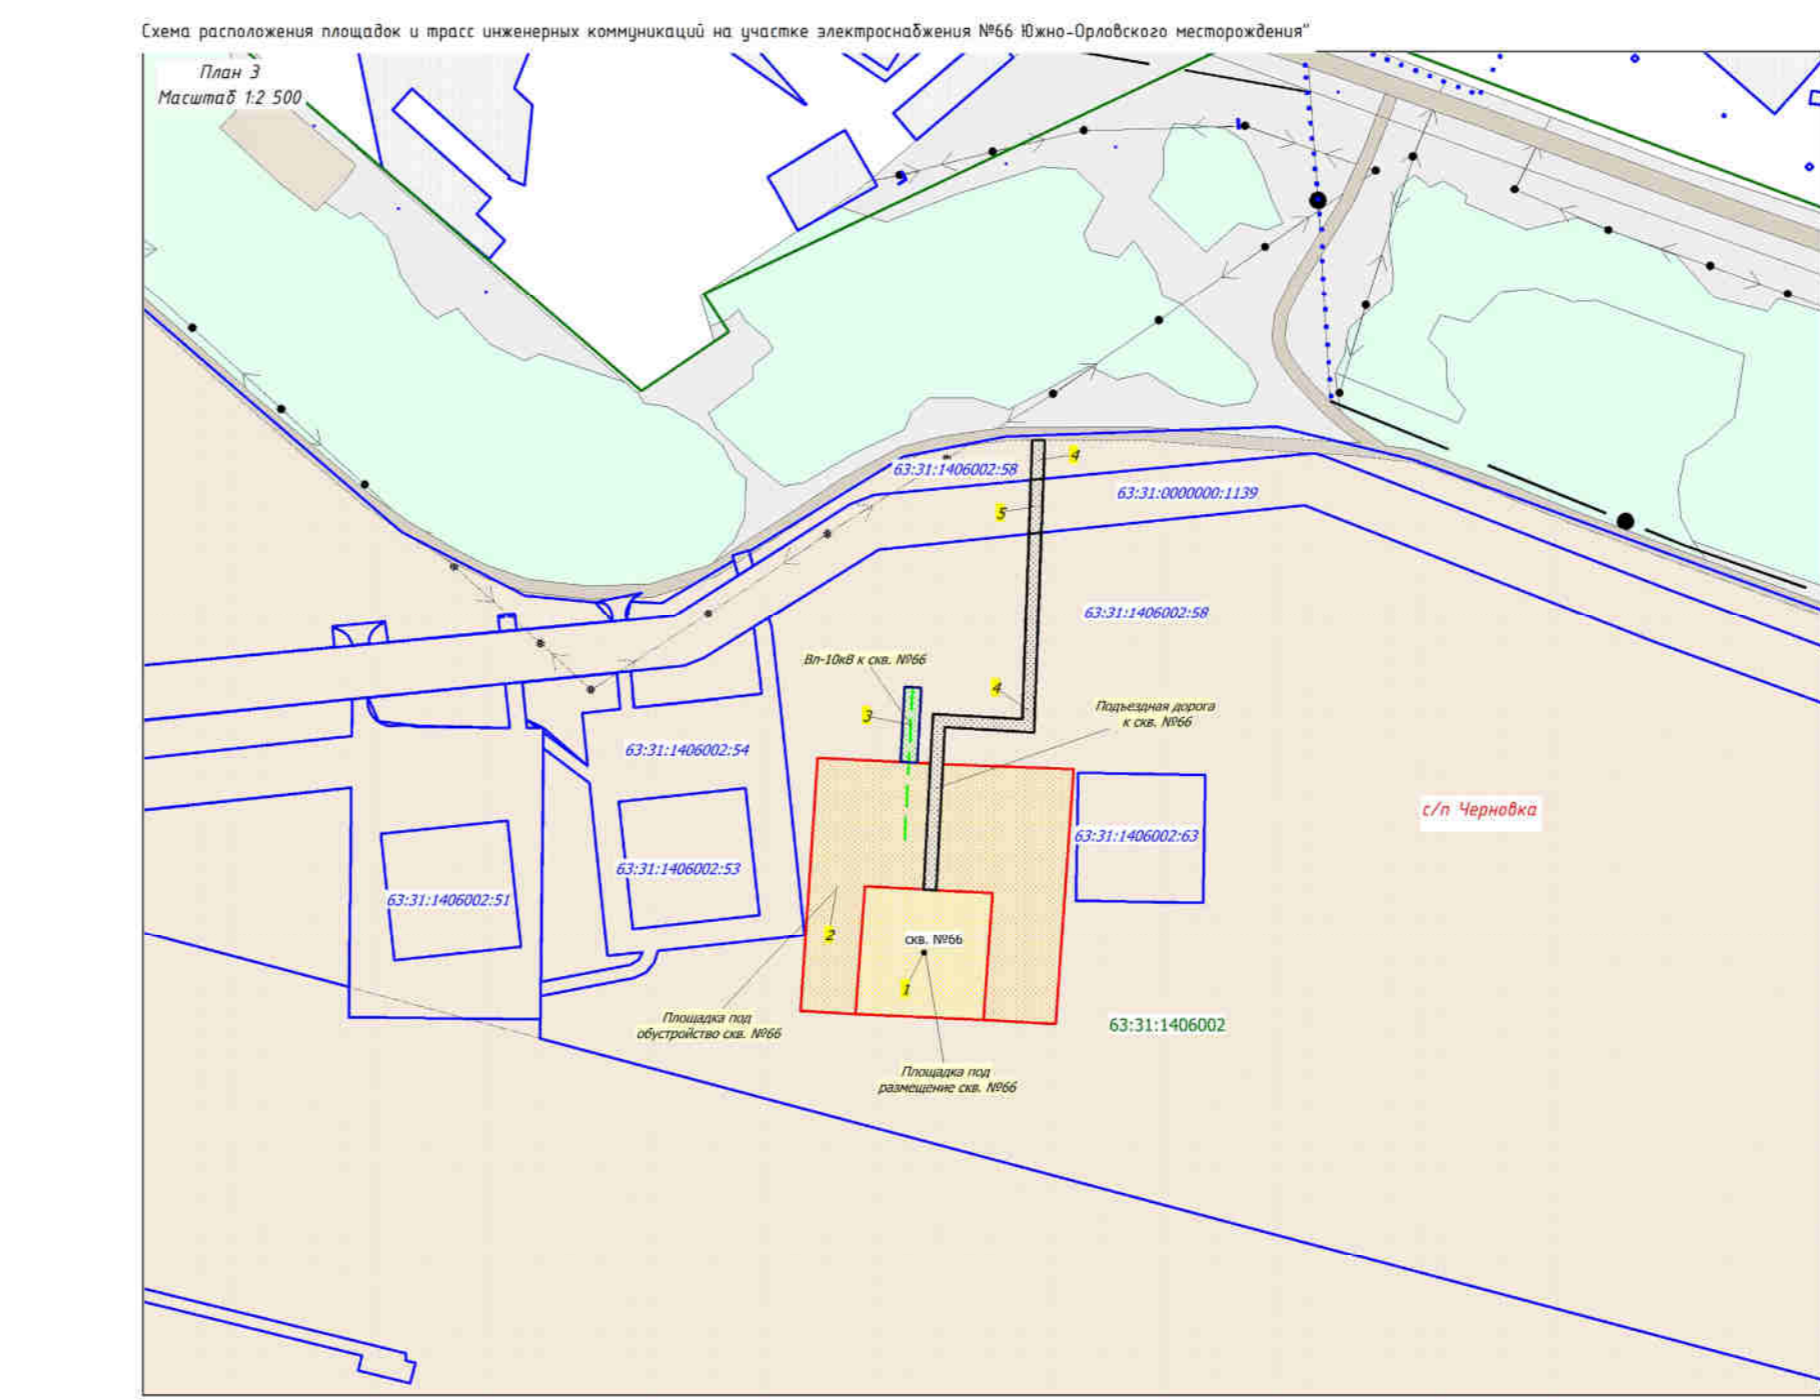 Схема расположения площадок и трасс инженерных коммуникаций на участке электроснабжения №66 Южно-Орловского месторождения"
План 3
Масштаб 1:2 500
4
63:31:1406002:58
63:31:0000000:1139
5
63:31:1406002:58
Вл-10кВ к скв. №66
4
3
Подъездная дорога
к скв. №66
63:31:1406002:54
с/п Черновка
63:31:1406002:63
63:31:1406002:53
63:31:1406002:51
2
скв. №66
1
Площадка под
обустройство скв. №66
63:31:1406002
Площадка под
размещение скв. №66